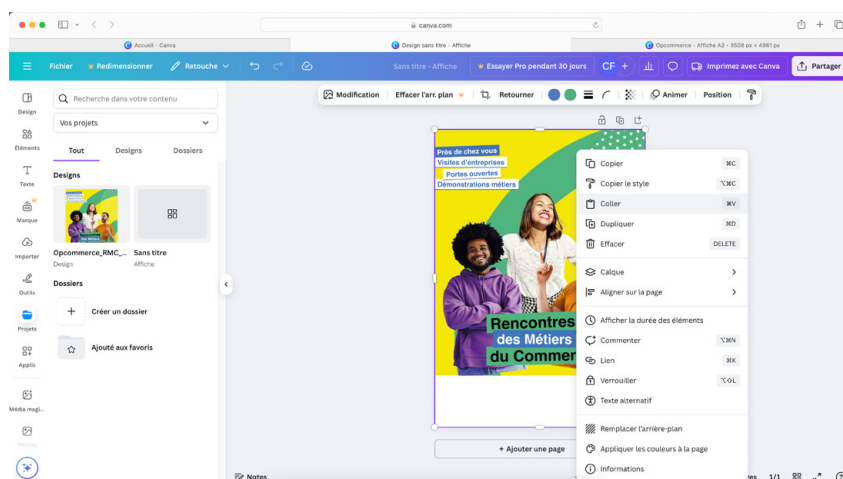 canva.com
Accueil - Canva
Design sans titre - Affiche
Opcommerce - Affiche A2 - 3508 px × 4961 px
Fichier
Redimensionner
Retouche
Sans titre - Affiche
Essayer Pro pendant 30 jours
CF
+
Imprimez avec Canva
Partager
Design
Éléments
Texte
Marque
Importer
Outils
Projets
Applis
Média magi...
Photos
Recherche dans votre contenu
Vos projets
Tout
Designs
Dossiers
Designs
Opcommerce_RMC_...
Design
Sans titre
Affiche
Dossiers
Créer un dossier
Ajouté aux favoris
Modification
Effacer l'arr. plan
Retourner
Animer
Position
Près de chez vous
Visites d'entreprises
Portes ouvertes
Démonstrations métiers
Rencontres
des Métiers
du Commer
Copier ⌘C
Copier le style ⌥⌘C
Coller ⌘V
Dupliquer ⌘D
Effacer DELETE
Calque
Aligner sur la page
Afficher la durée des éléments
Commenter ⌥⌘N
Lien ⌘K
Verrouiller ⌥⇧L
Texte alternatif
Remplacer l'arrière-plan
Appliquer les couleurs à la page
Informations
+ Ajouter une page
Notes
1/1